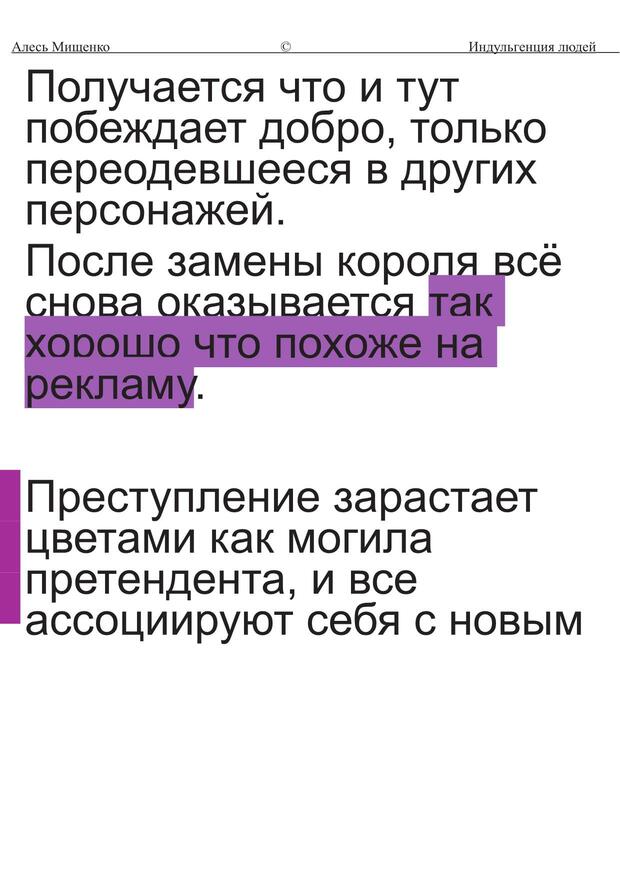 Алесь Мищенко © Индульгенция людей
Получается что и тут
побеждает добро, только
переодевшееся в других
персонажей.
После замены короля всё
снова оказывается так
хорошо что похоже на
рекламу.
Преступление зарастает
цветами как могила
претендента, и все
ассоциируют себя с новым